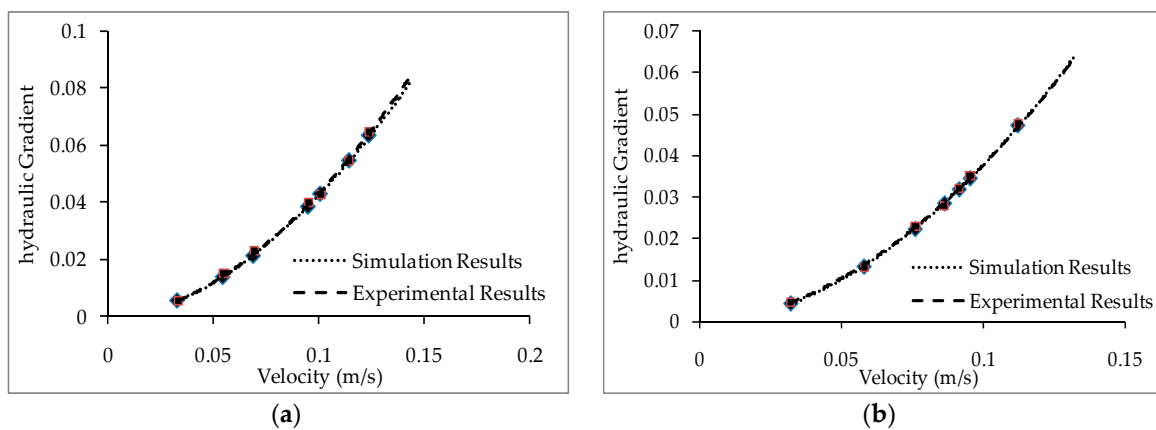 0.1
0.08
0.06
0.04
0.02
0
hydraulic Gradient
Simulation Results
Experimental Results
0 0.05 0.1 0.15 0.2
Velocity (m/s)
(a)
0.07
0.06
0.05
0.04
0.03
0.02
0.01
0
hydraulic Gradient
Simulation Results
Experimental Results
0 0.05 0.1 0.15
Velocity (m/s)
(b)